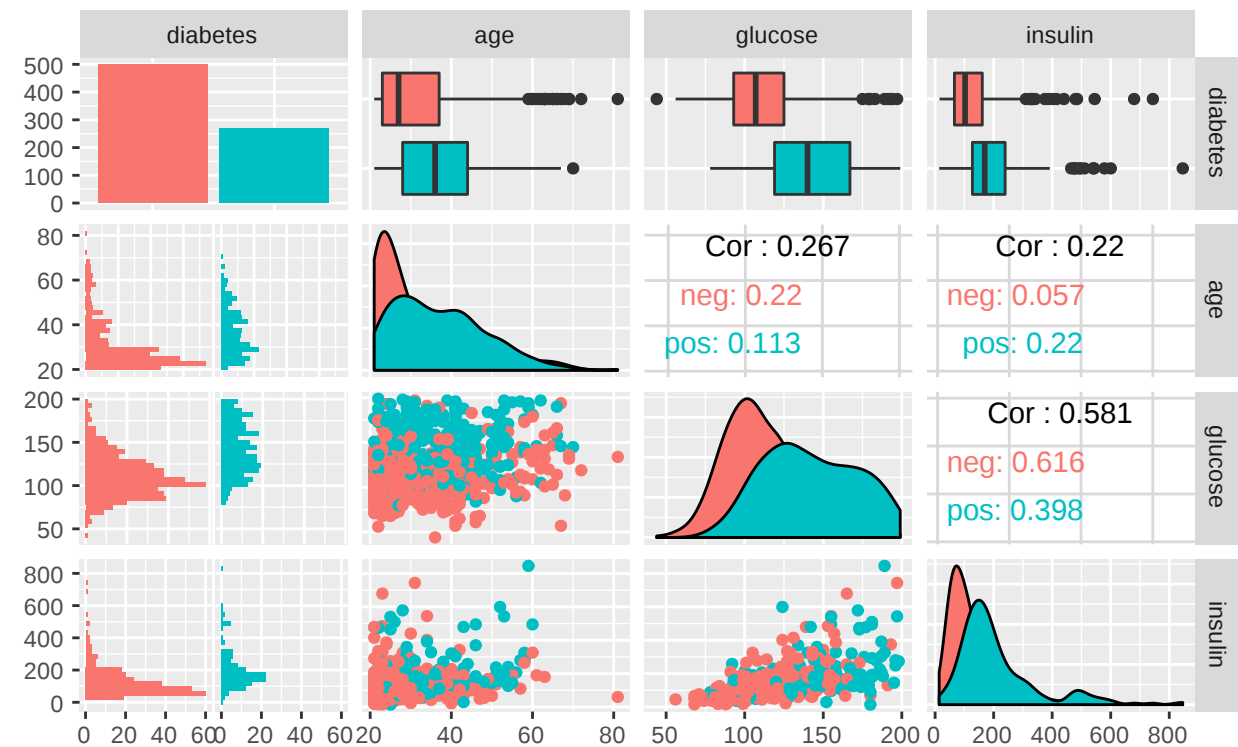 diabetes age glucose insulin
500
400
300
200
100
0
diabetes
80
60
40
20
Cor : 0.267
neg: 0.22
pos: 0.113
Cor : 0.22
neg: 0.057
pos: 0.22
age
200
150
100
50
Cor : 0.581
neg: 0.616
pos: 0.398
glucose
800
600
400
200
0
insulin
0 20 40 60 0 20 40 60 20 40 60 80 50 100 150 200 0 200 400 600 800